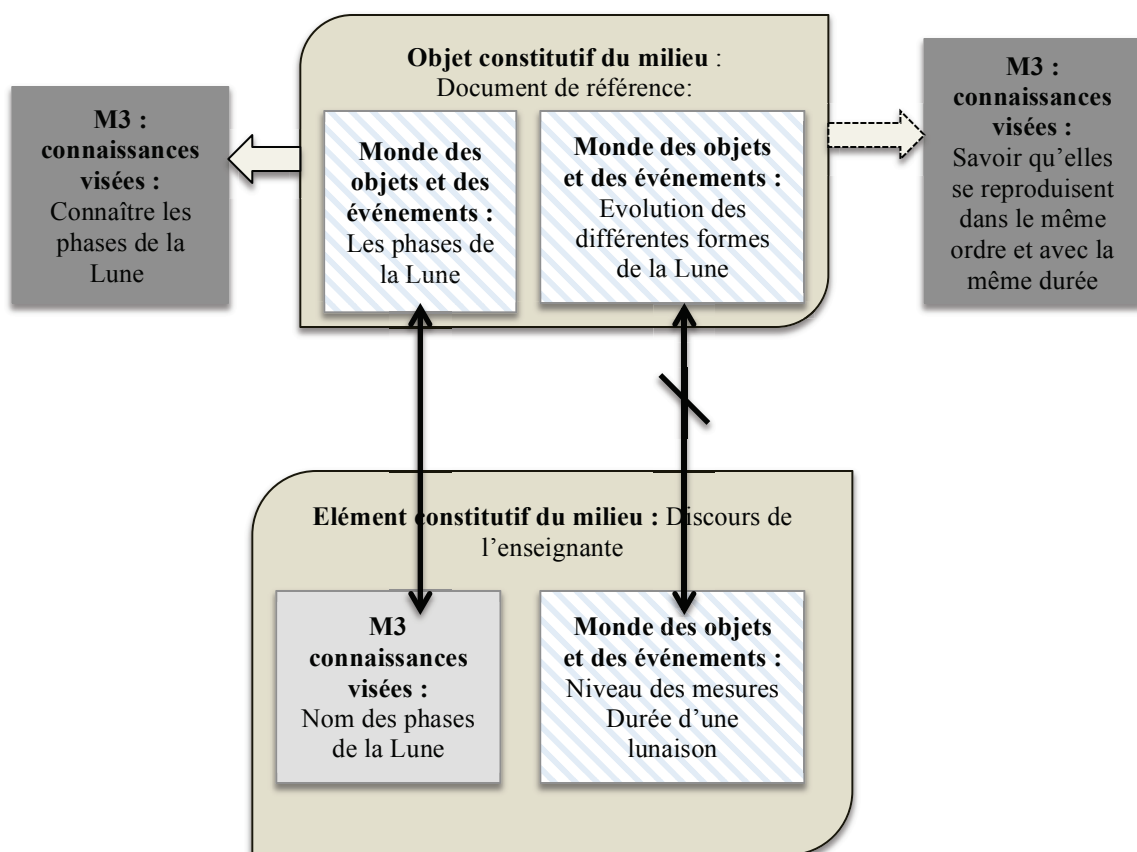 Objet constitutif du milieu :
Document de référence:
M3 :
connaissances
visées :
Connaître les
phases de la
Lune
Monde des
objets et des
événements :
Les phases de
la Lune
Monde des objets
et des événements :
Evolution des
différentes formes
de la Lune
M3 :
connaissances
visées :
Savoir qu'elles
se reproduisent
dans le même
ordre et avec la
même durée
Elément constitutif du milieu : Discours de
l'enseignante
M3
connaissances
visées :
Nom des phases
de la Lune
Monde des objets
et des événements :
Niveau des mesures
Durée d'une
lunaison